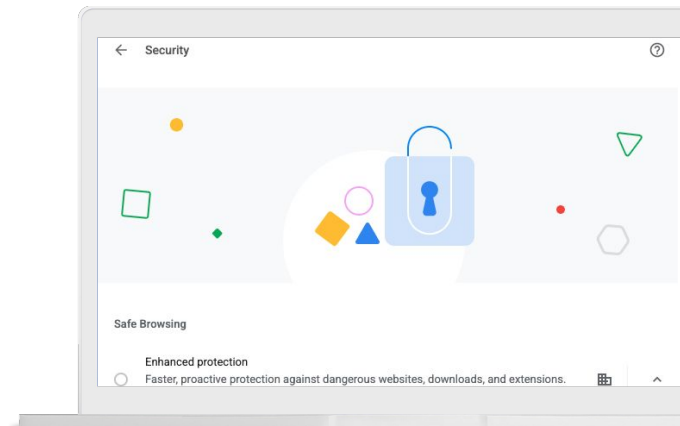 Security
Safe Browsing
Enhanced protection
Faster, proactive protection against dangerous websites, downloads, and extensions.